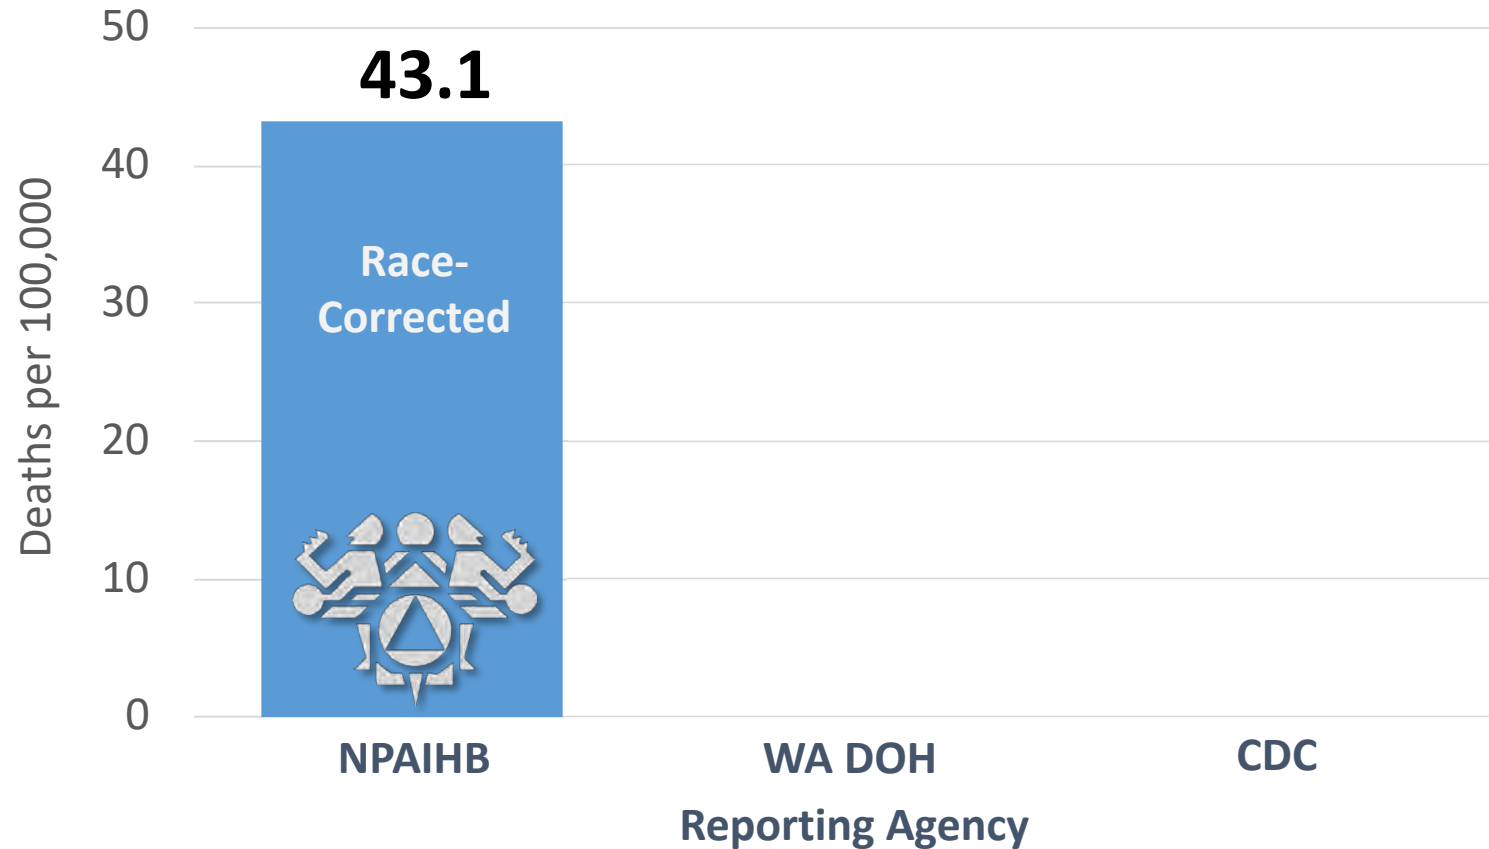 50
43.1
40
Race-
Corrected
30
Deaths per 100,000
20
10
0
NPAIHB
WA DOH
CDC
Reporting Agency